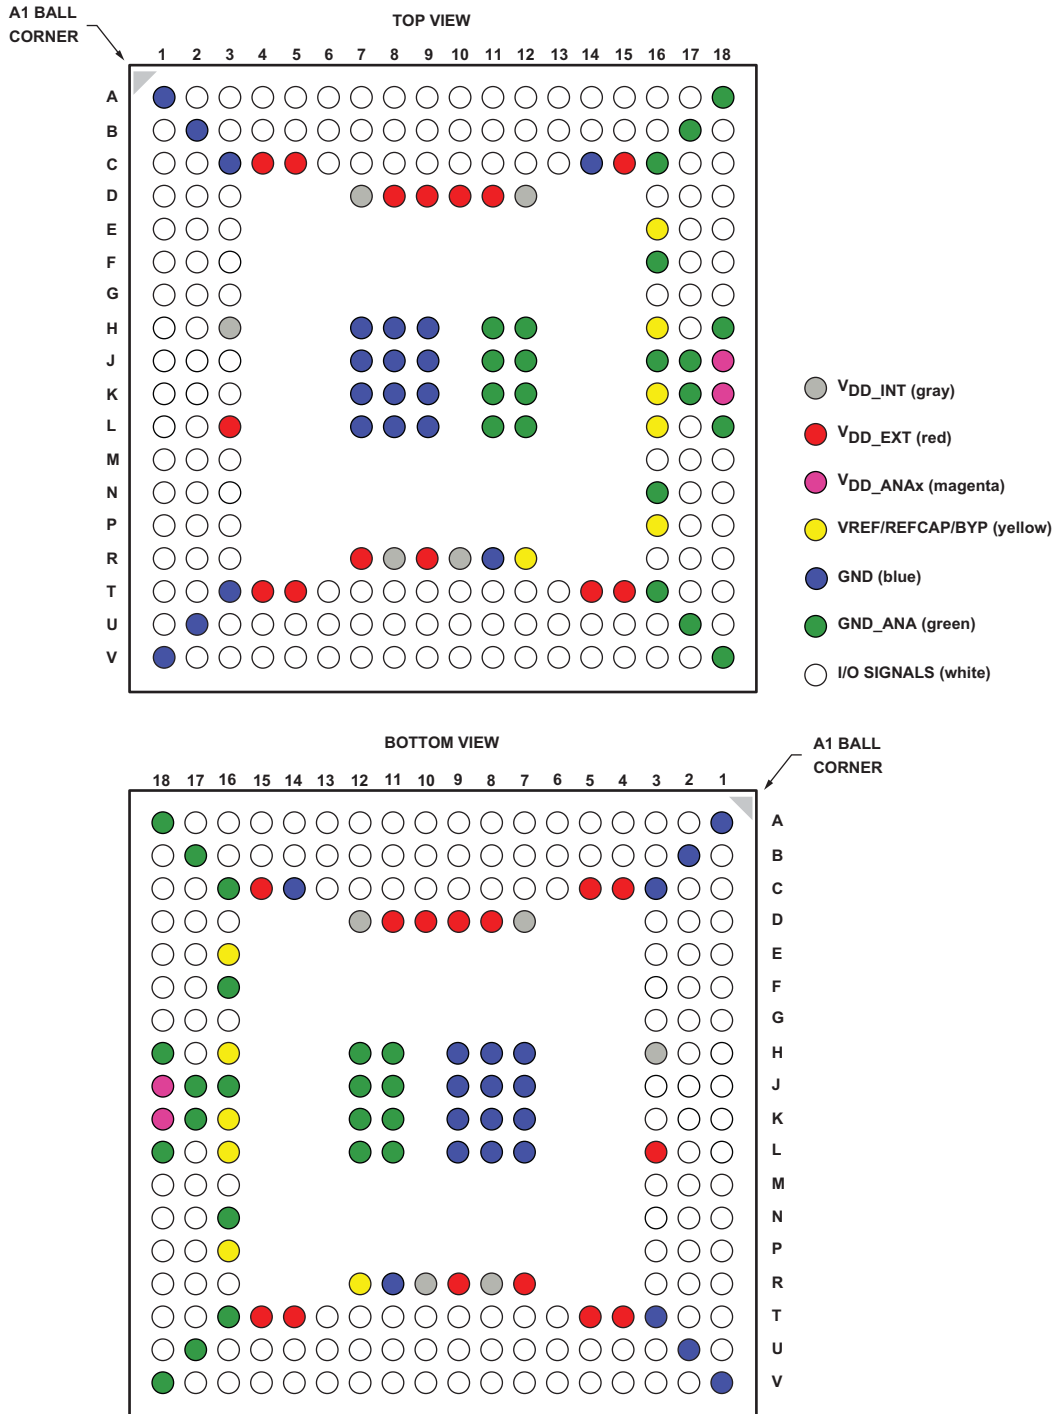 A1 BALL
CORNER
TOP VIEW
1 2 3 4 5 6 7 8 9 10 11 12 13 14 15 16 17 18
A
B
C
D
E
F
G
H
J
K
L
M
N
P
R
T
U
V
VDD_INT (gray)
VDD_EXT (red)
VDD_ANAx (magenta)
VREF/REFCAP/BYP (yellow)
GND (blue)
GND_ANA (green)
I/O SIGNALS (white)
BOTTOM VIEW
A1 BALL
CORNER
18 17 16 15 14 13 12 11 10 9 8 7 6 5 4 3 2 1
A
B
C
D
E
F
G
H
J
K
L
M
N
P
R
T
U
V